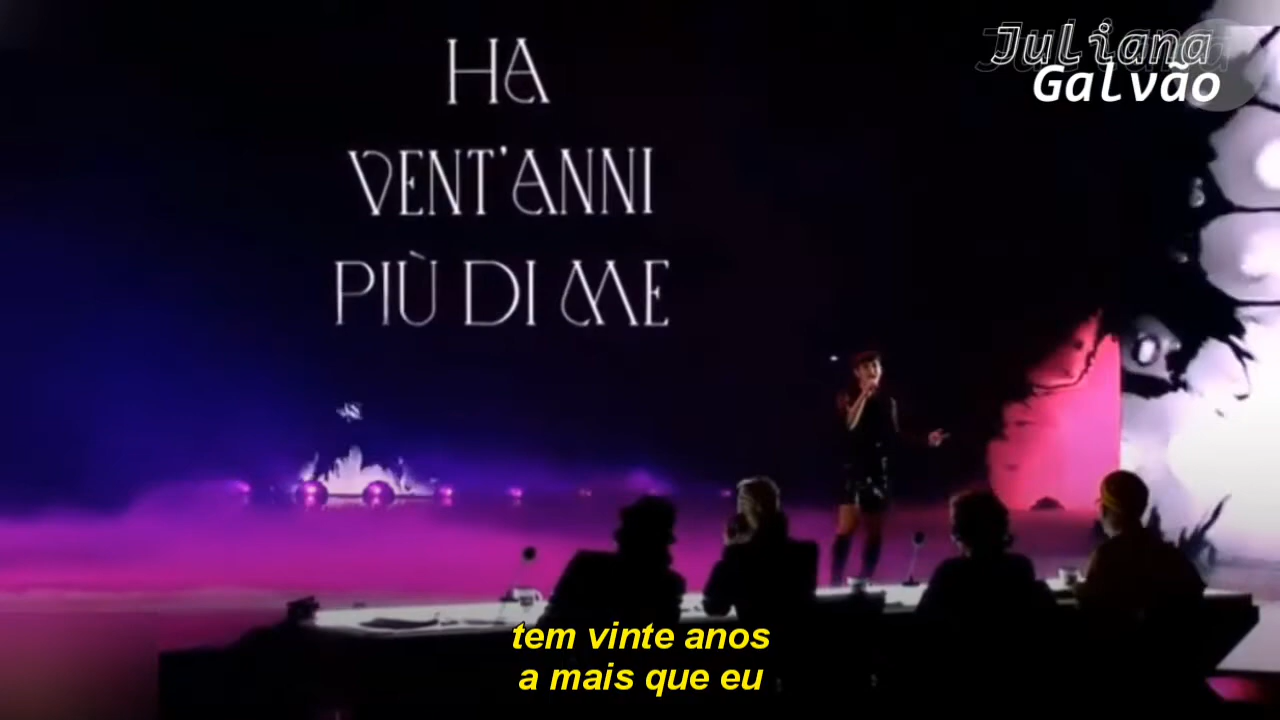 HA
VENT'ANNI
PIÙ DI ME
Juliana
Galvão
tem vinte anos
a mais que eu